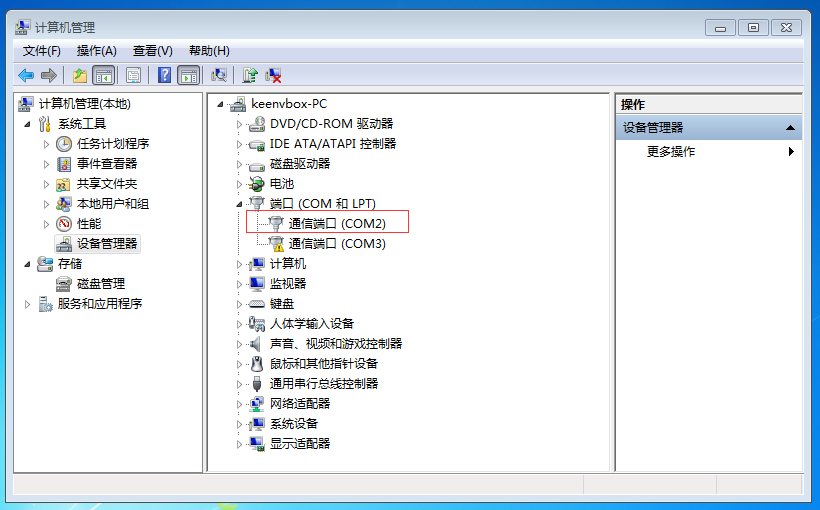 计算机管理
文件(F) 操作(A) 查看(V) 帮助(H)
计算机管理(本地)
系统工具
任务计划程序
事件查看器
共享文件夹
本地用户和组
性能
设备管理器
存储
磁盘管理
服务和应用程序
keenvbox-PC
DVD/CD-ROM 驱动器
IDE ATA/ATAPI 控制器
磁盘驱动器
电池
端口 (COM 和 LPT)
通信端口 (COM2)
通信端口 (COM3)
计算机
监视器
键盘
人体学输入设备
声音、视频和游戏控制器
鼠标和其他指针设备
通用串行总线控制器
网络适配器
系统设备
显示适配器
操作
设备管理器
更多操作